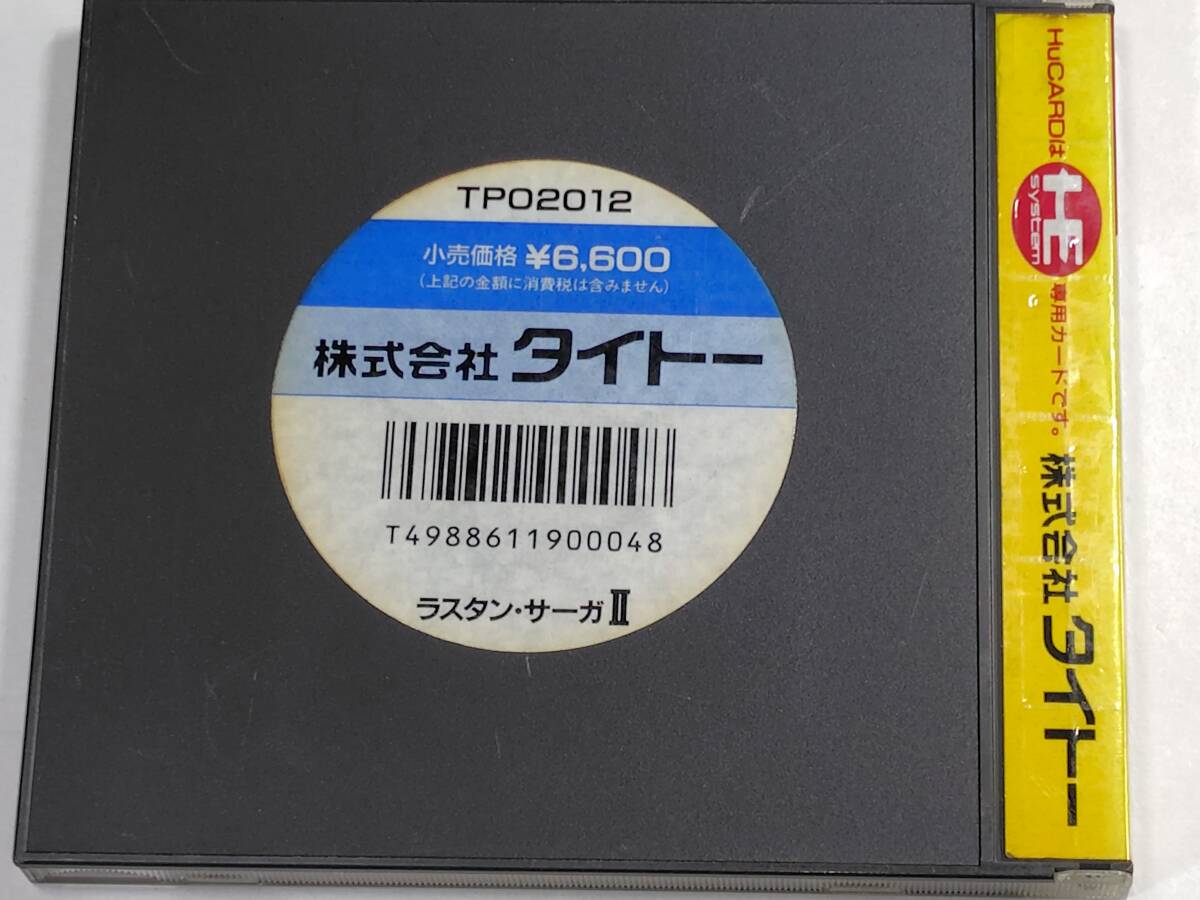 TP02012
小売価格 ¥6,600
(上記の金額に消費税は含みません)
株式会社 タイトー
T4988611900048
ラスタン・サーガⅡ
HuCARDは HE system 専用カードです。 株式会社 タイトー